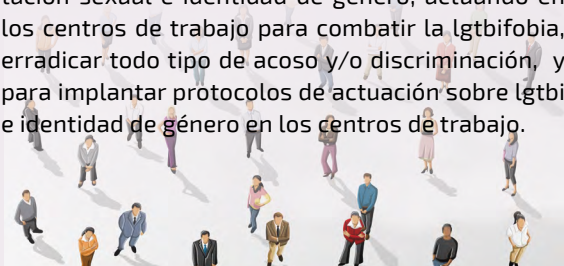 lación sexual e identidad de género, actuando en
los centros de trabajo para combatir la lgtbifobia,
erradicar todo tipo de acoso y/o discriminación, y
para implantar protocolos de actuación sobre lgtbi
e identidad de género en los centros de trabajo.